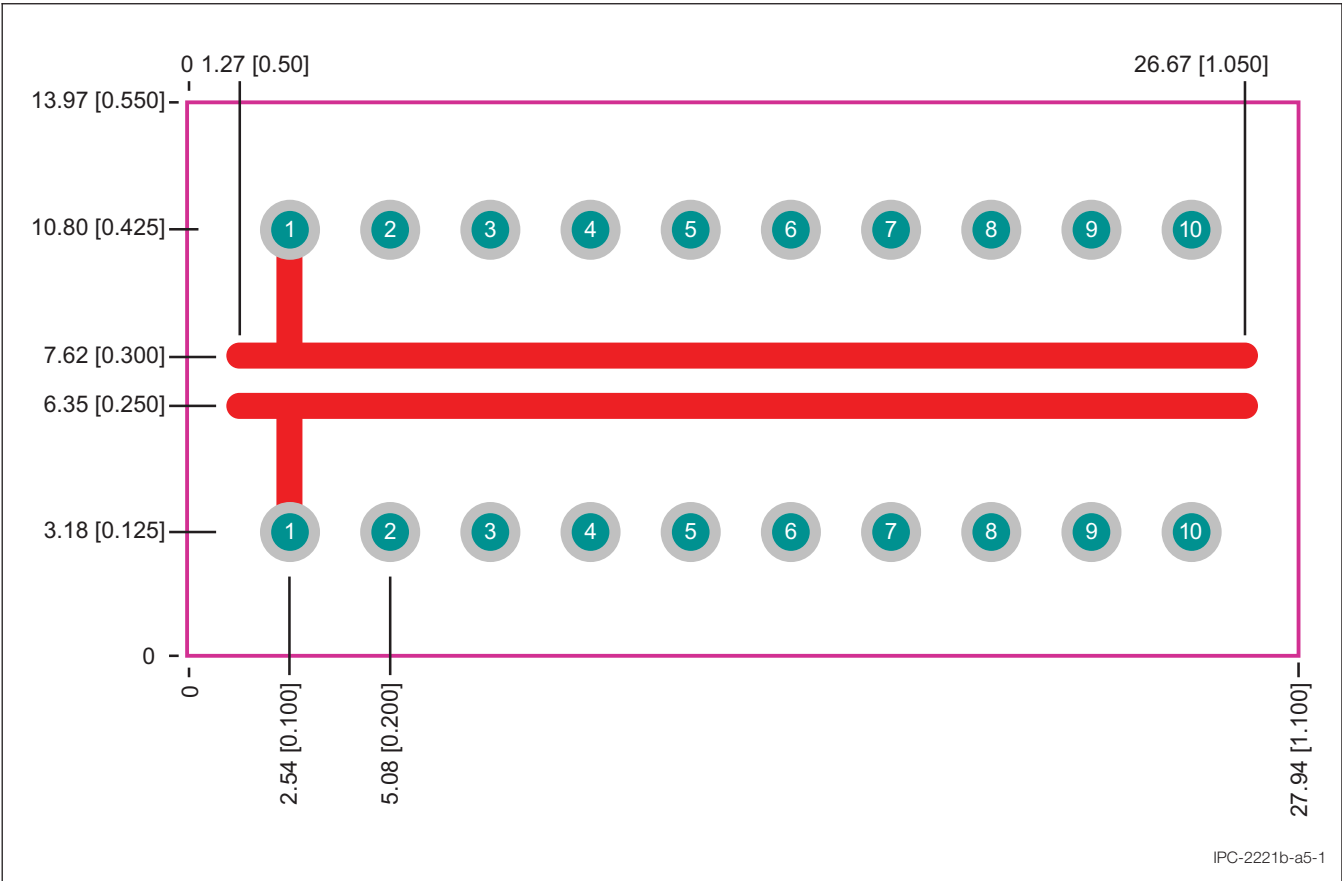 0 1.27 [0.50]
26.67 [1.050]
13.97 [0.550]
10.80 [0.425]
1 2 3 4 5 6 7 8 9 10
7.62 [0.300]
6.35 [0.250]
3.18 [0.125]
1 2 3 4 5 6 7 8 9 10
0
0
2.54 [0.100]
5.08 [0.200]
27.94 [1.100]
IPC-2221b-a5-1